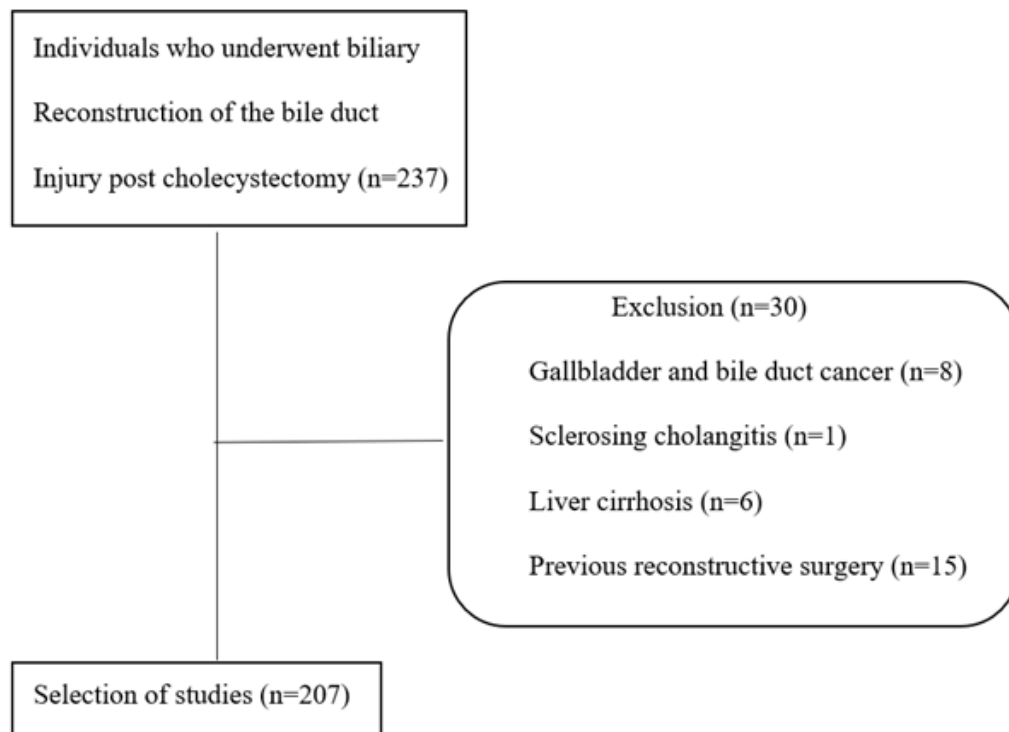 Individuals who underwent biliary
Reconstruction of the bile duct
Injury post cholecystectomy (n=237)
Exclusion (n=30)
Gallbladder and bile duct cancer (n=8)
Sclerosing cholangitis (n=1)
Liver cirrhosis (n=6)
Previous reconstructive surgery (n=15)
Selection of studies (n=207)